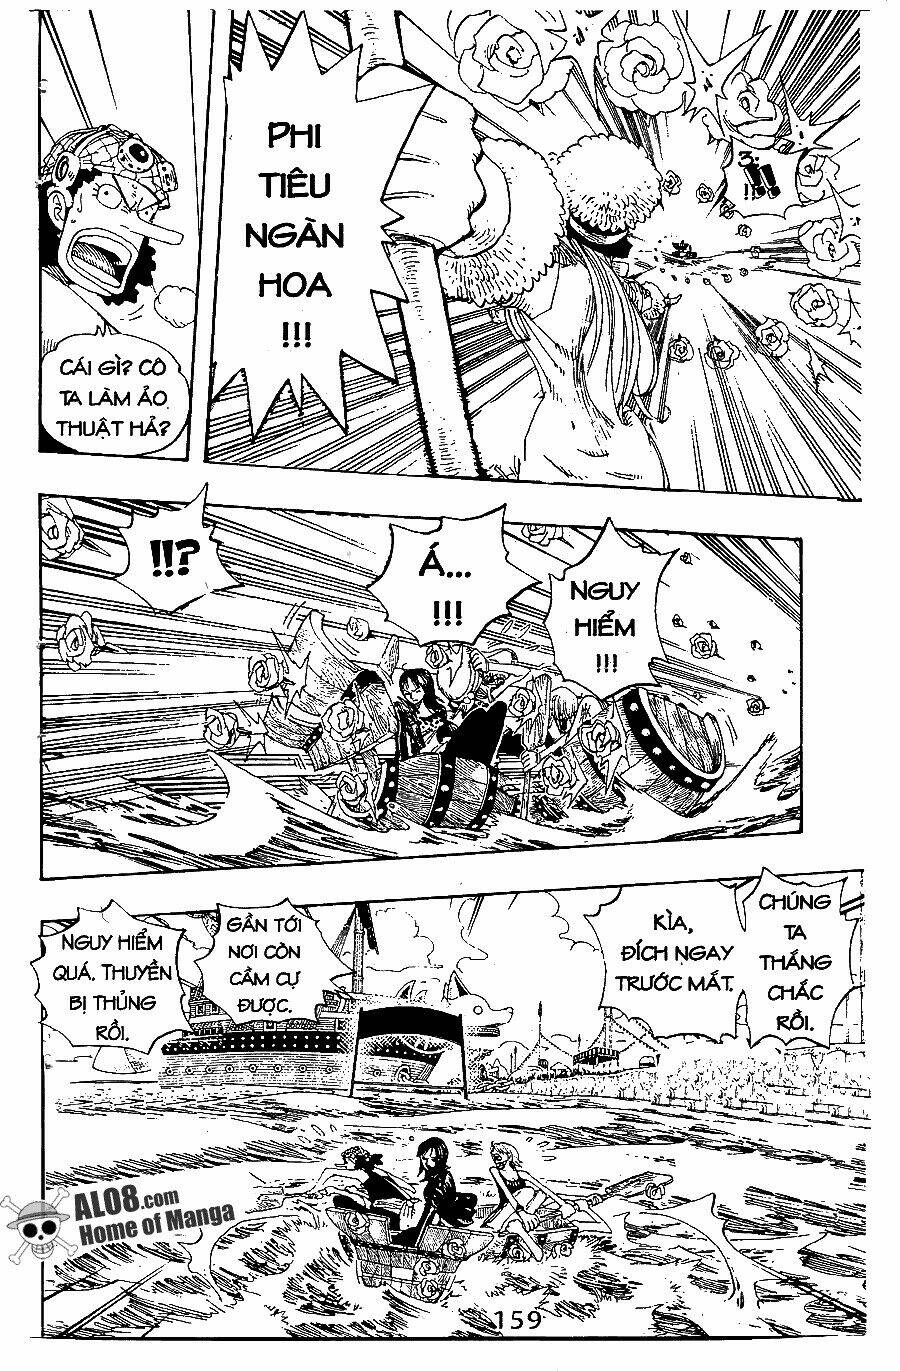 PHI
TIÊU
NGÀN
HOA
!!!
!!!
CÁI GÌ? CÔ
TA LÀM ẢO
THUẬT HẢ?
!!?
Á...
!!!
NGUY
HIỂM
!!!
NGUY HIỂM
QUÁ. THUYỀN
BỊ THỦNG
RỒI.
GẦN TỚI
NƠI CÒN
CẦM CỰ
ĐƯỢC.
KÌA,
ĐÍCH NGAY
TRƯỚC MẮT.
CHÚNG
TA
THẮNG
CHẮC
RỒI.
AL08.com
Home of Manga
159